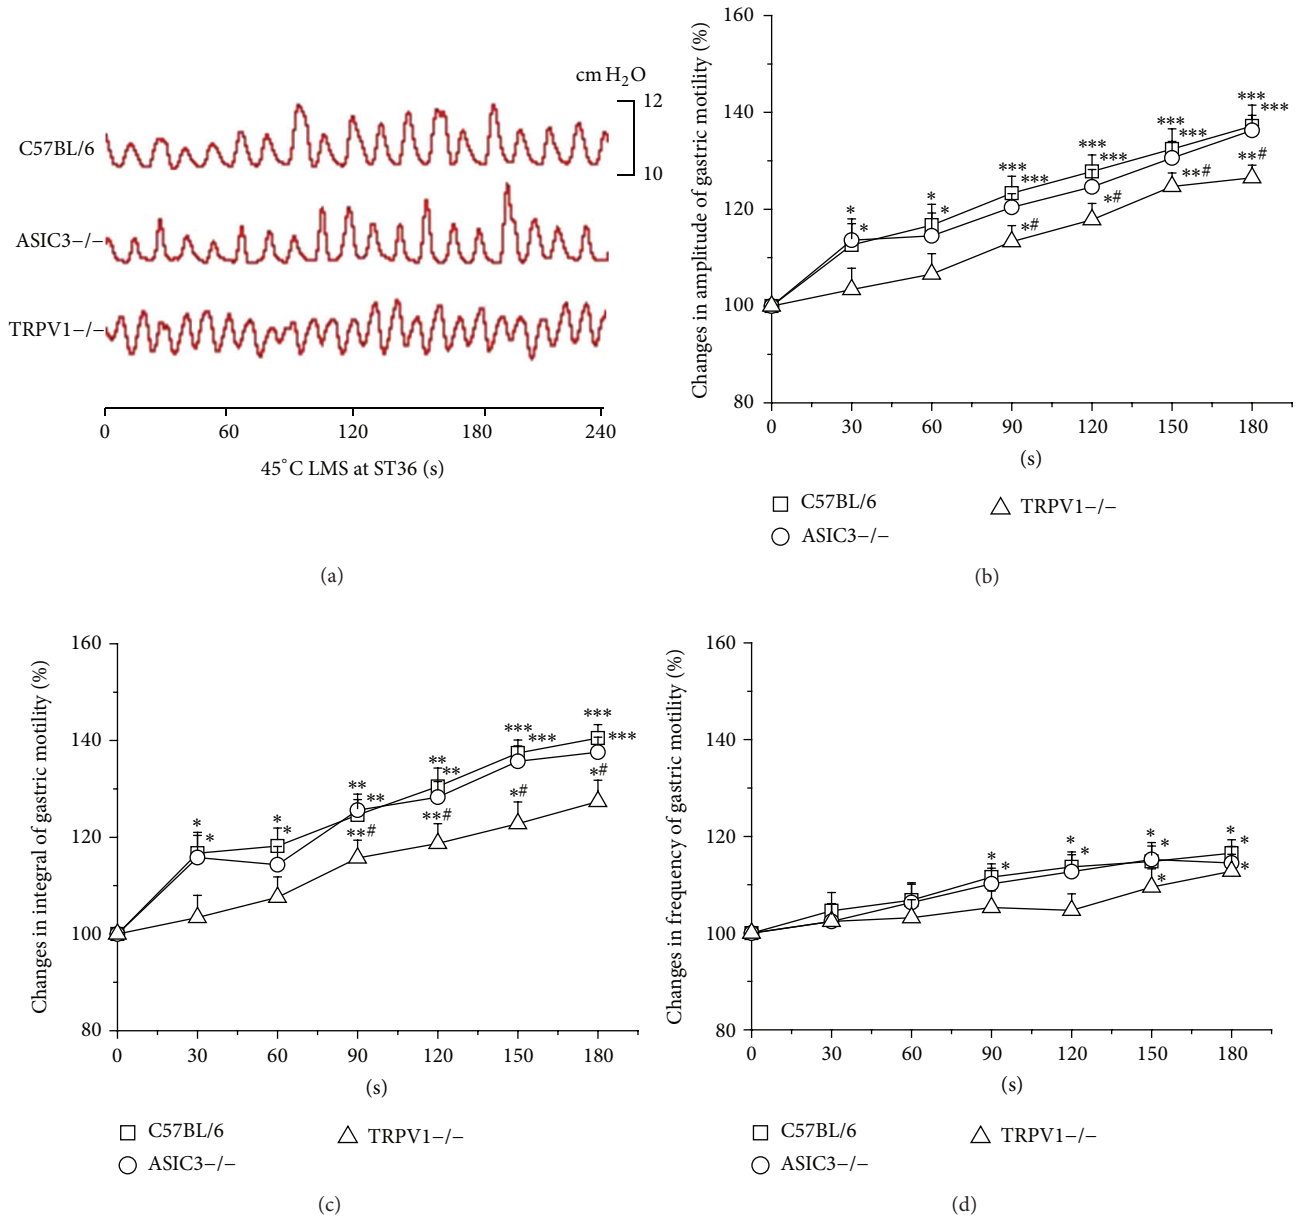 cm H2O
12
10
C57BL/6
ASIC3−/−
TRPV1−/−
0 60 120 180 240
45°C LMS at ST36 (s)
(a)
Changes in amplitude of gastric motility (%)
160
140
120
100
80
* * * * *** *** *** *** *** *** *** ***
*# *# **# **#
0 30 60 90 120 150 180
(s)
C57BL/6
ASIC3−/−
TRPV1−/−
(b)
Changes in integral of gastric motility (%)
160
140
120
100
80
* * * * ** ** ** ** *** *** *** ***
**# **# *# *#
0 30 60 90 120 150 180
(s)
C57BL/6
ASIC3−/−
TRPV1−/−
(c)
Changes in frequency of gastric motility (%)
160
140
120
100
80
* * * * * * * *
* *
0 30 60 90 120 150 180
(s)
C57BL/6
ASIC3−/−
TRPV1−/−
(d)